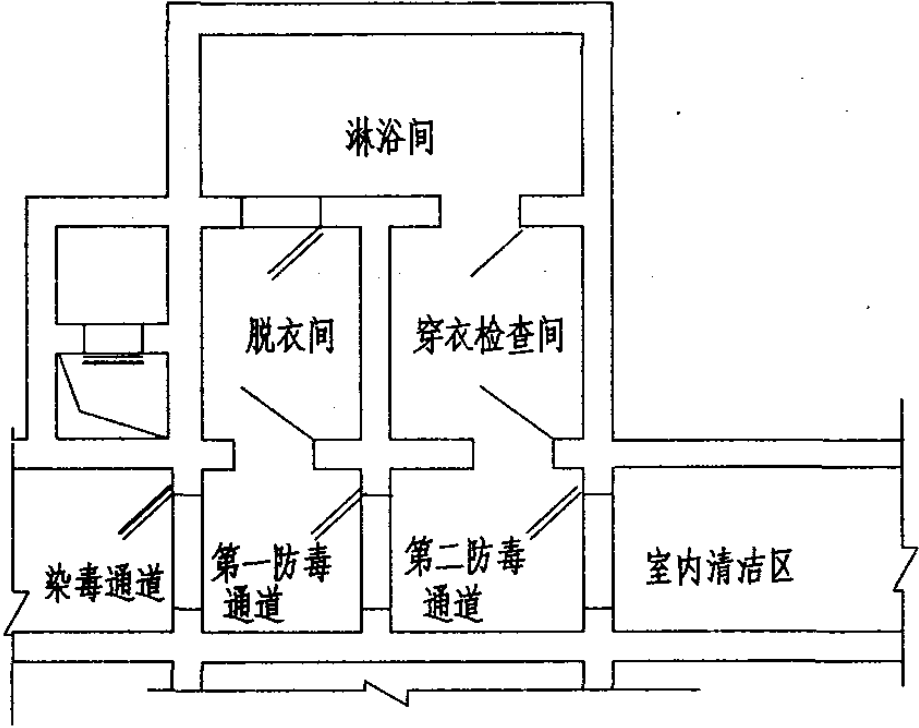 淋浴间
脱衣间
穿衣检查间
染毒通道
第一防毒
通道
第二防毒
通道
室内清洁区